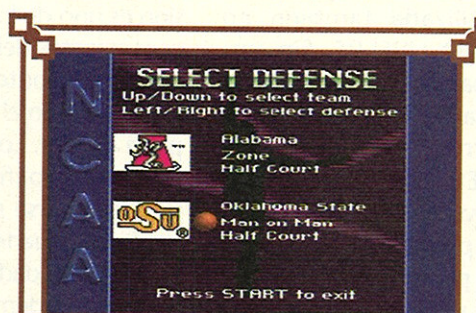 SELECT DEFENSE
Up/Down to select team
Left/Right to select defense
NCAA
A ™
Alabama
Zone
Half Court
OSU ®
Oklahoma State
Man on Man
Half Court
Press START to exit